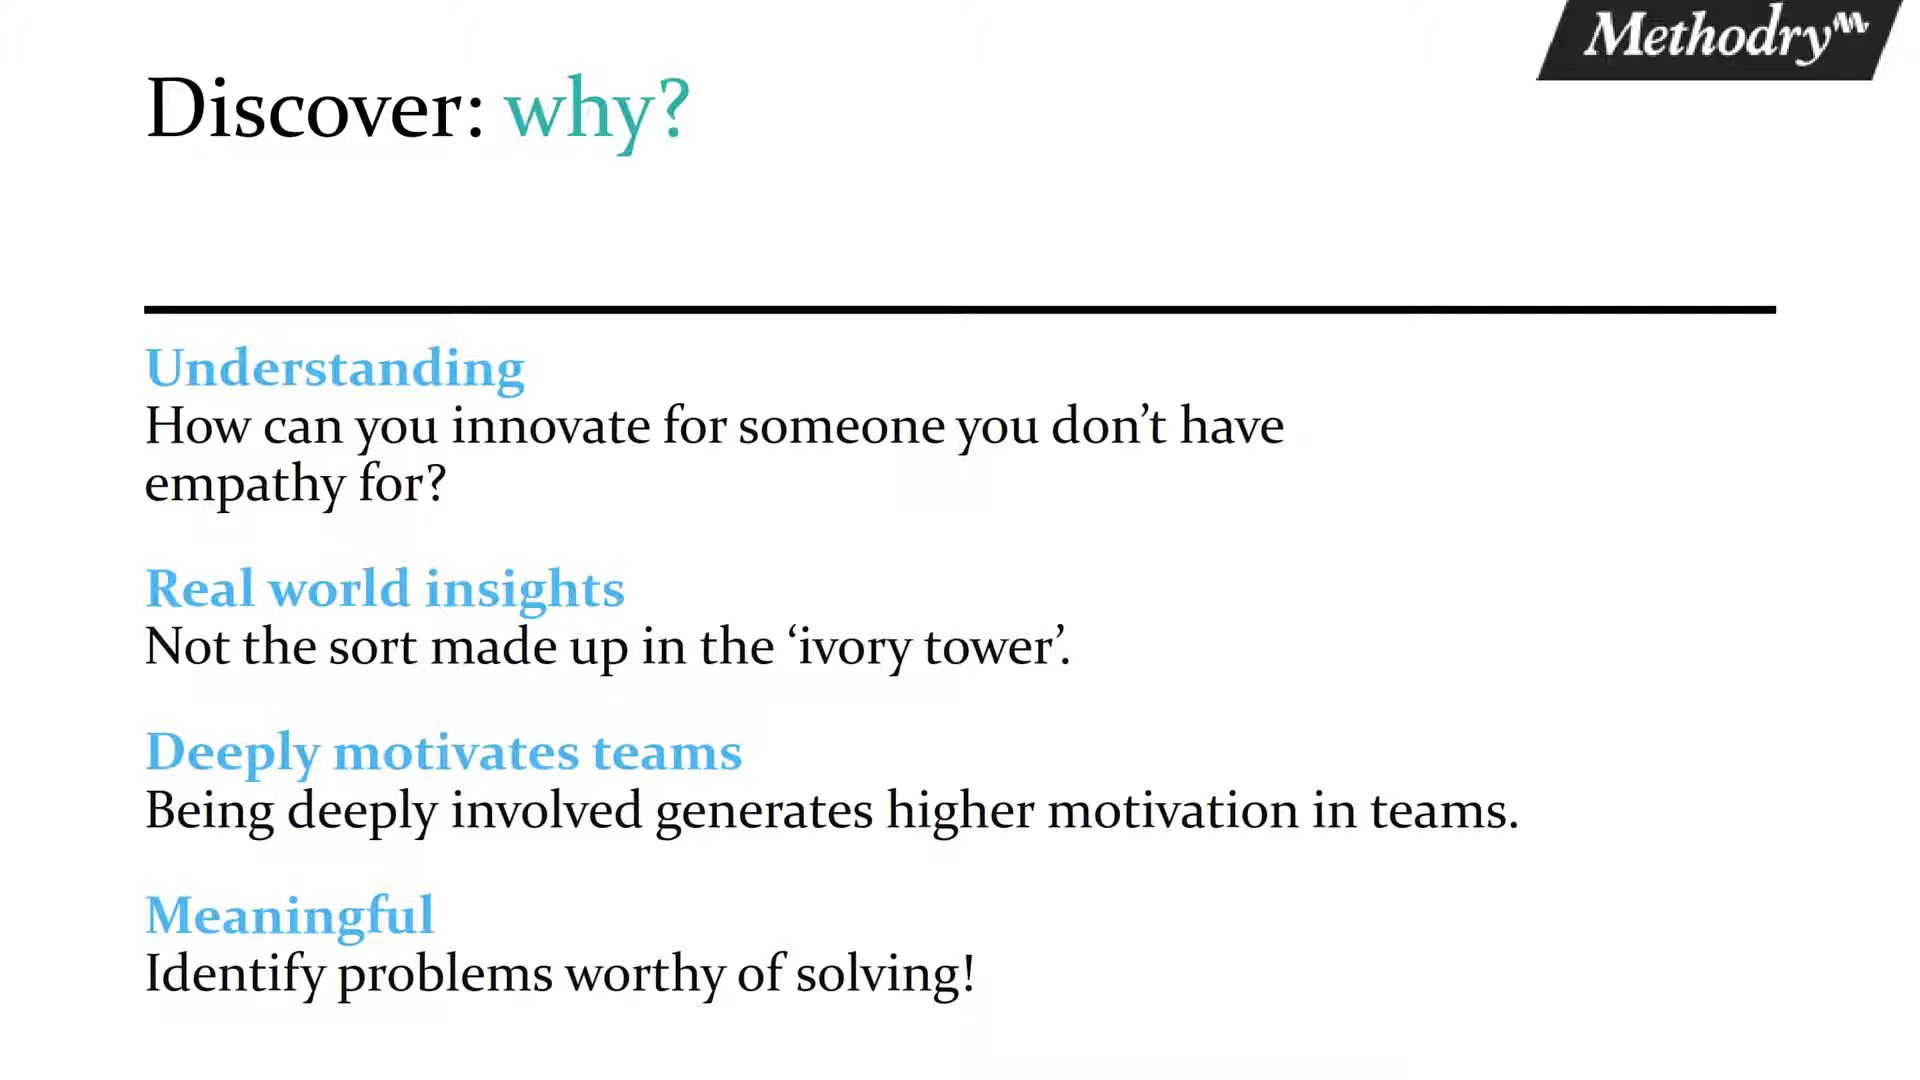 Methodry
Discover: why?
Understanding
How can you innovate for someone you don’t have
empathy for?
Real world insights
Not the sort made up in the ‘ivory tower’.
Deeply motivates teams
Being deeply involved generates higher motivation in teams.
Meaningful
Identify problems worthy of solving!